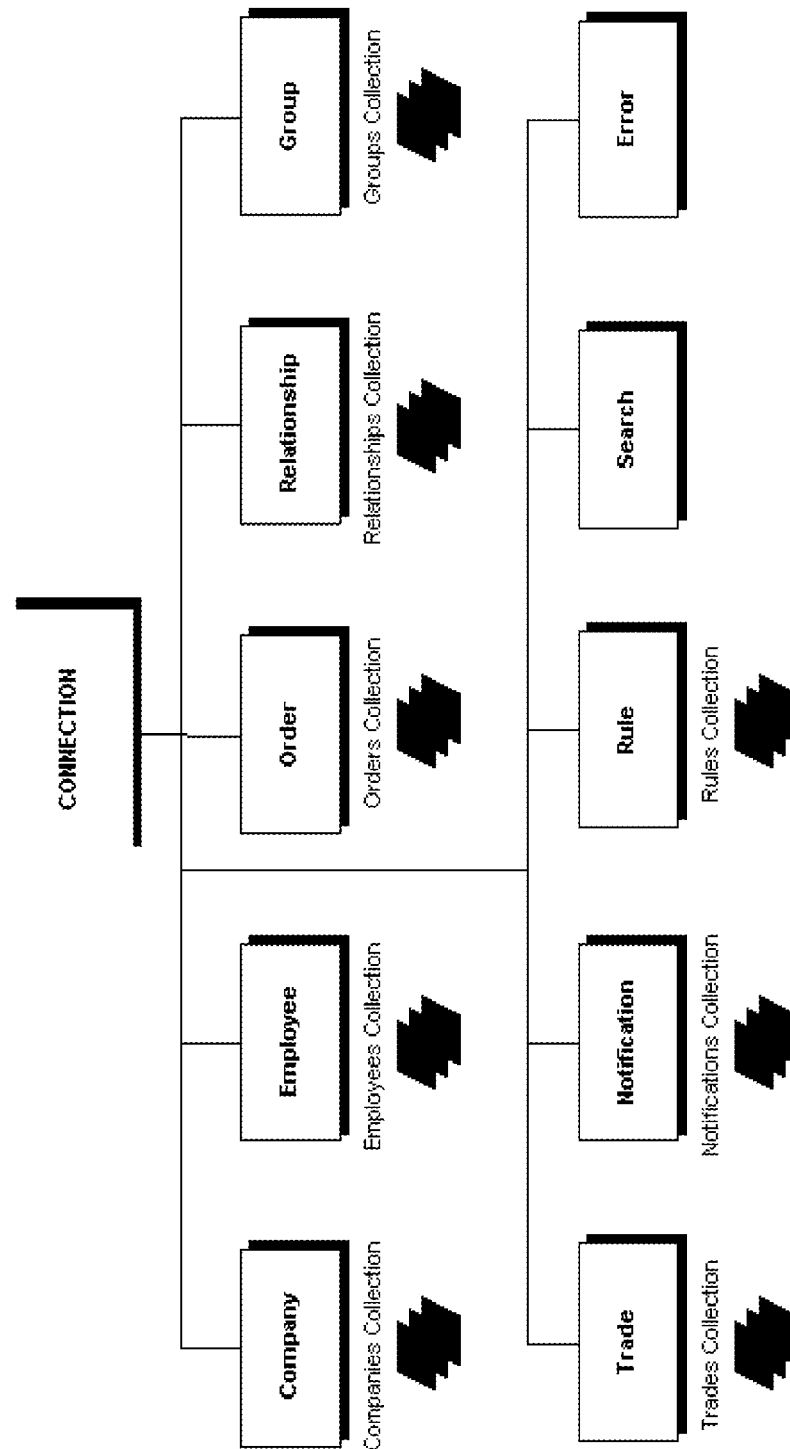 CONNECTION
Company
Employee
Order
Relationship
Group
Companies Collection
Employees Collection
Orders Collection
Relationships Collection
Groups Collection
Trade
Notification
Rule
Search
Error
Trades Collection
Notifications Collection
Rules Collection